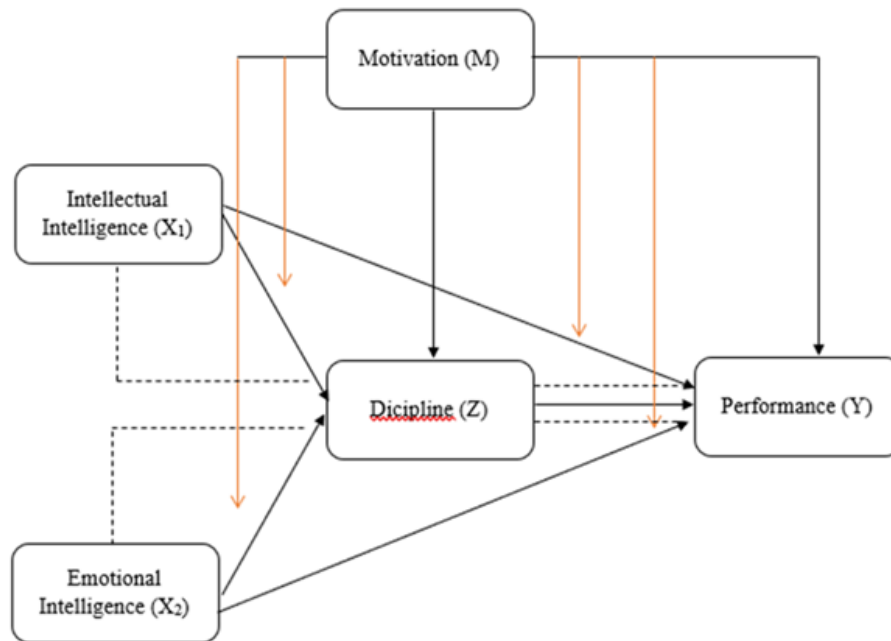 Motivation (M)
Intellectual
Intelligence (X₁)
Dicipline (Z)
Performance (Y)
Emotional
Intelligence (X₂)